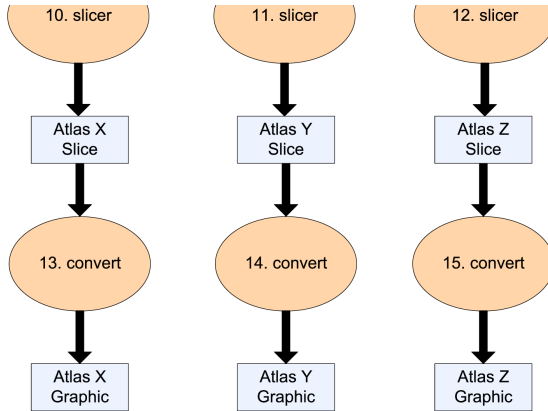 10. slicer
11. slicer
12. slicer
Atlas X
Slice
Atlas Y
Slice
Atlas Z
Slice
13. convert
14. convert
15. convert
Atlas X
Graphic
Atlas Y
Graphic
Atlas Z
Graphic